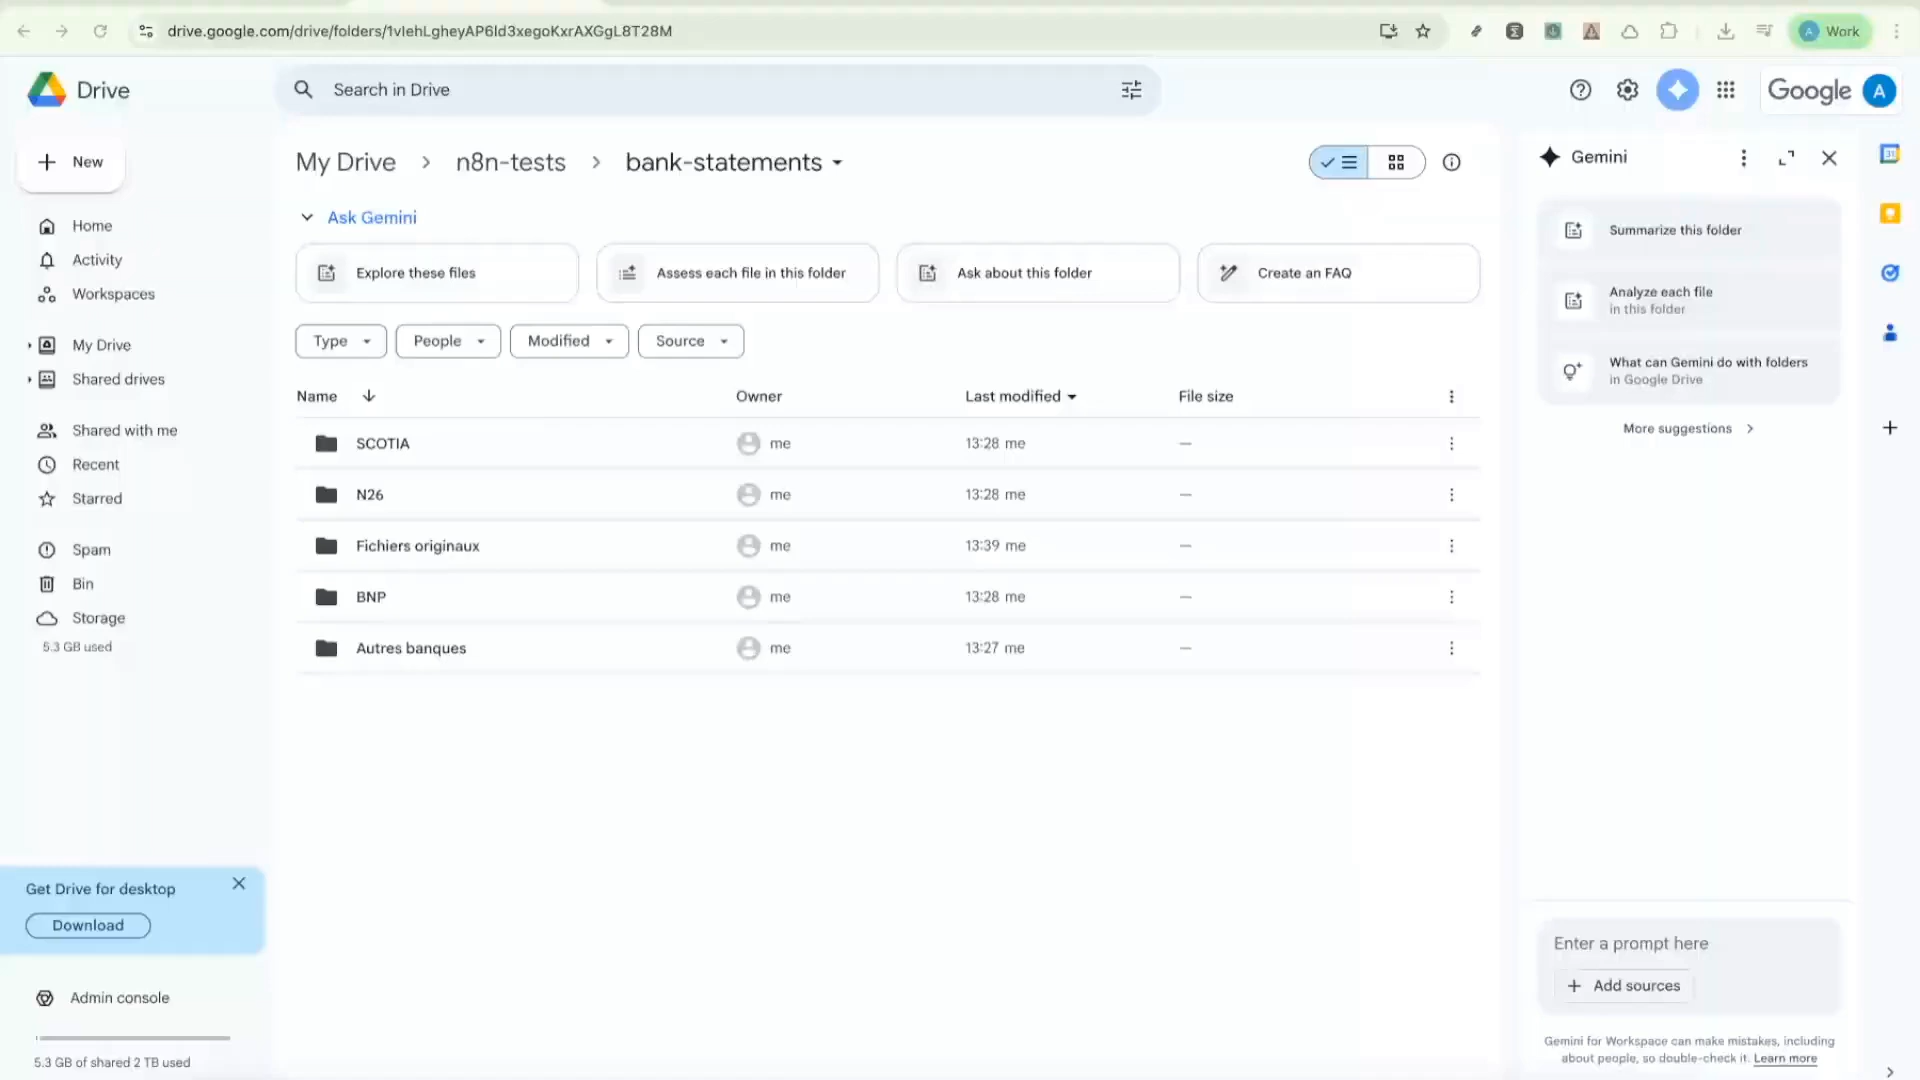 drive.google.com/drive/folders/1vIehLgheyAP6ld3xegoKxrAXGgL8T28M
A Work
Drive
Search in Drive
Google A
New
Home
Activity
Workspaces
My Drive
Shared drives
Shared with me
Recent
Starred
Spam
Bin
Storage
5.3 GB used
Get Drive for desktop
Download
Admin console
5.3 GB of shared 2 TB used
My Drive > n8n-tests > bank-statements
Ask Gemini
Explore these files
Assess each file in this folder
Ask about this folder
Create an FAQ
Type People Modified Source
Name Owner Last modified File size
SCOTIA me 13:28 me —
N26 me 13:28 me —
Fichiers originaux me 13:39 me —
BNP me 13:28 me —
Autres banques me 13:27 me —
Gemini
Summarize this folder
Analyze each file
in this folder
What can Gemini do with folders
in Google Drive
More suggestions
Enter a prompt here
+ Add sources
Gemini for Workspace can make mistakes, including
about people, so double-check it. Learn more
31